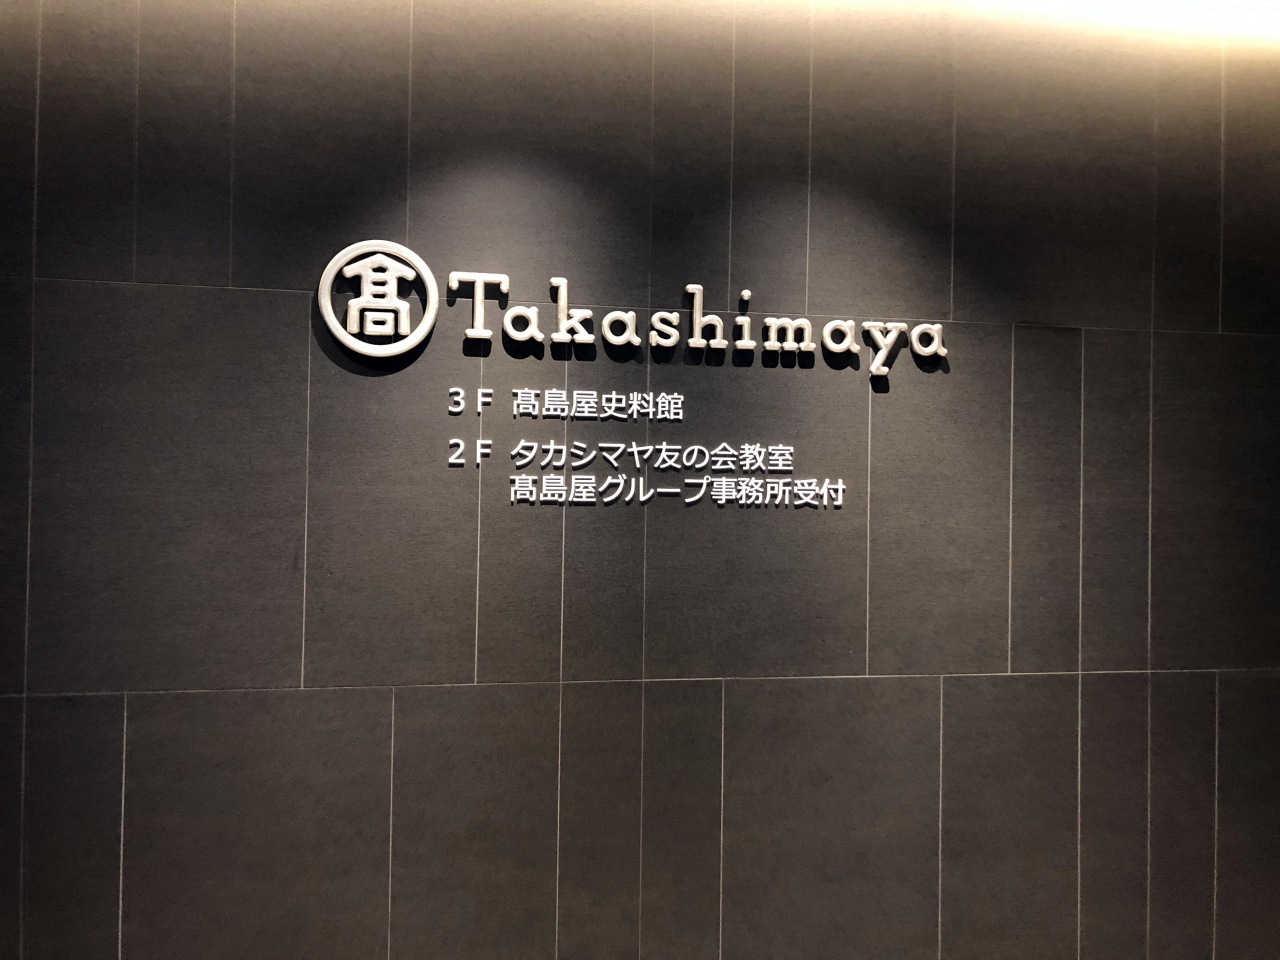 髙 Takashimaya
3F 髙島屋史料館
2F タカシマヤ友の会教室
髙島屋グループ事務所受付